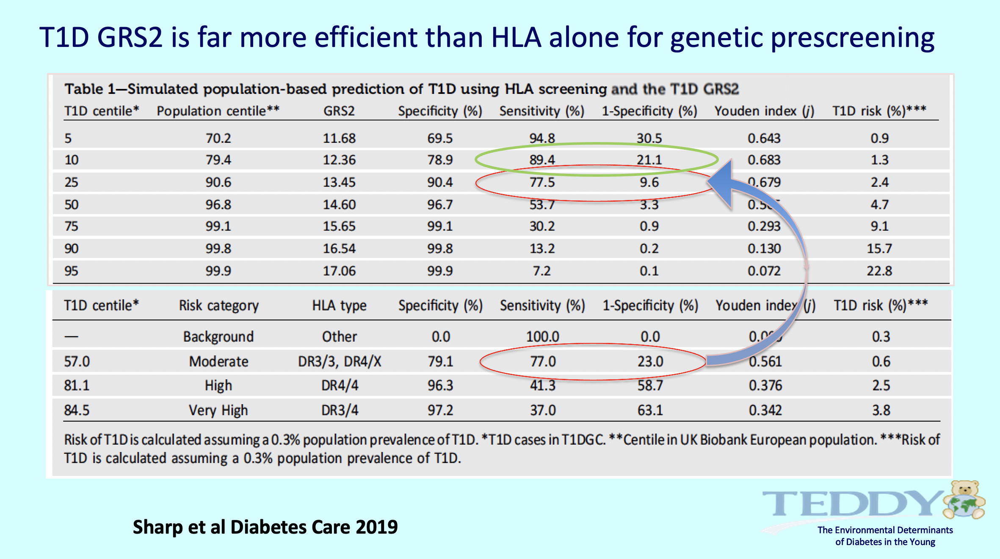 T1D GRS2 is far more efficient than HLA alone for genetic prescreening
Table 1—Simulated population-based prediction of T1D using HLA screening and the T1D GRS2
T1D centile* Population centile** GRS2 Specificity (%) Sensitivity (%) 1-Specificity (%) Youden index (j) T1D risk (%)***
5 70.2 11.68 69.5 94.8 30.5 0.643 0.9
10 79.4 12.36 78.9 89.4 21.1 0.683 1.3
25 90.6 13.45 90.4 77.5 9.6 0.679 2.4
50 96.8 14.60 96.7 53.7 3.3 4.7
75 99.1 15.65 99.1 30.2 0.9 0.293 9.1
90 99.8 16.54 99.8 13.2 0.2 0.130 15.7
95 99.9 17.06 99.9 7.2 0.1 0.072 22.8
T1D centile* Risk category HLA type Specificity (%) Sensitivity (%) 1-Specificity (%) Youden index (j) T1D risk (%)***
— Background Other 0.0 100.0 0.0 0.3
57.0 Moderate DR3/3, DR4/X 79.1 77.0 23.0 0.561 0.6
81.1 High DR4/4 96.3 41.3 58.7 0.376 2.5
84.5 Very High DR3/4 97.2 37.0 63.1 0.342 3.8
Risk of T1D is calculated assuming a 0.3% population prevalence of T1D. *T1D cases in T1DGC. **Centile in UK Biobank European population. ***Risk of
T1D is calculated assuming a 0.3% population prevalence of T1D.
Sharp et al Diabetes Care 2019
TEDDY
The Environmental Determinants
of Diabetes in the Young